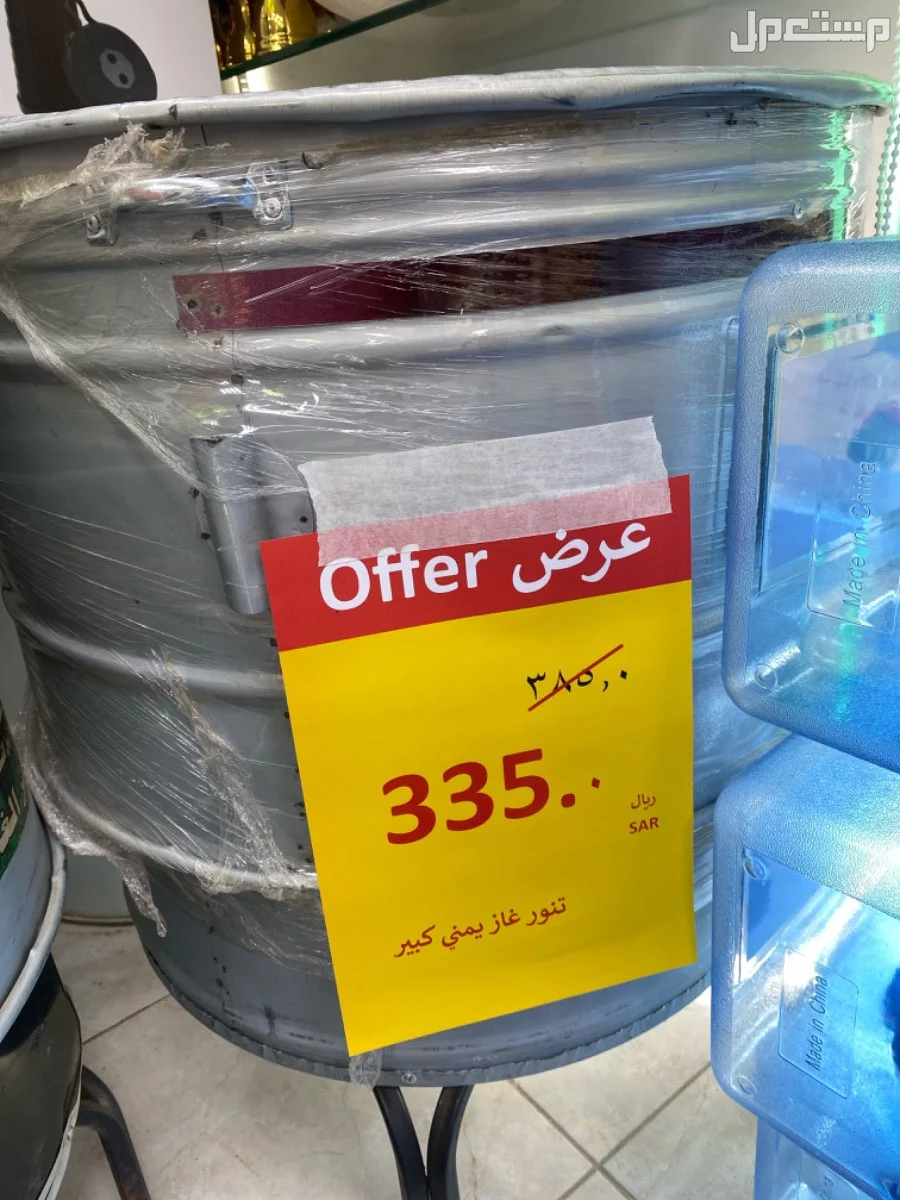 مستعمل
عرض Offer
٣٨٥,٠
335.٠
ريال
SAR
تنور غاز يمني كبير
Made in China
Made in China